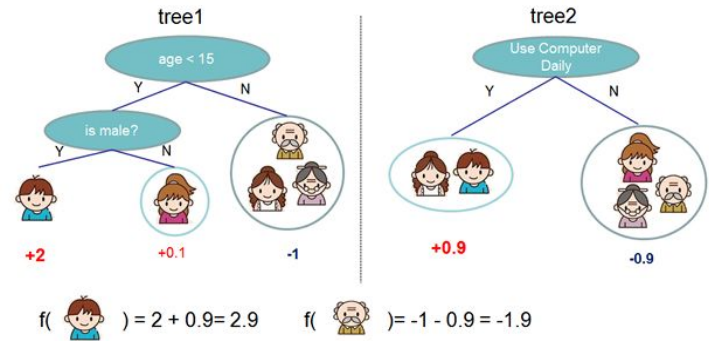 tree1
tree2
age < 15
Use Computer
Daily
Y
N
Y
N
is male?
Y
N
+2
+0.1
-1
+0.9
-0.9
f( ) = 2 + 0.9= 2.9
f( )= -1 - 0.9 = -1.9